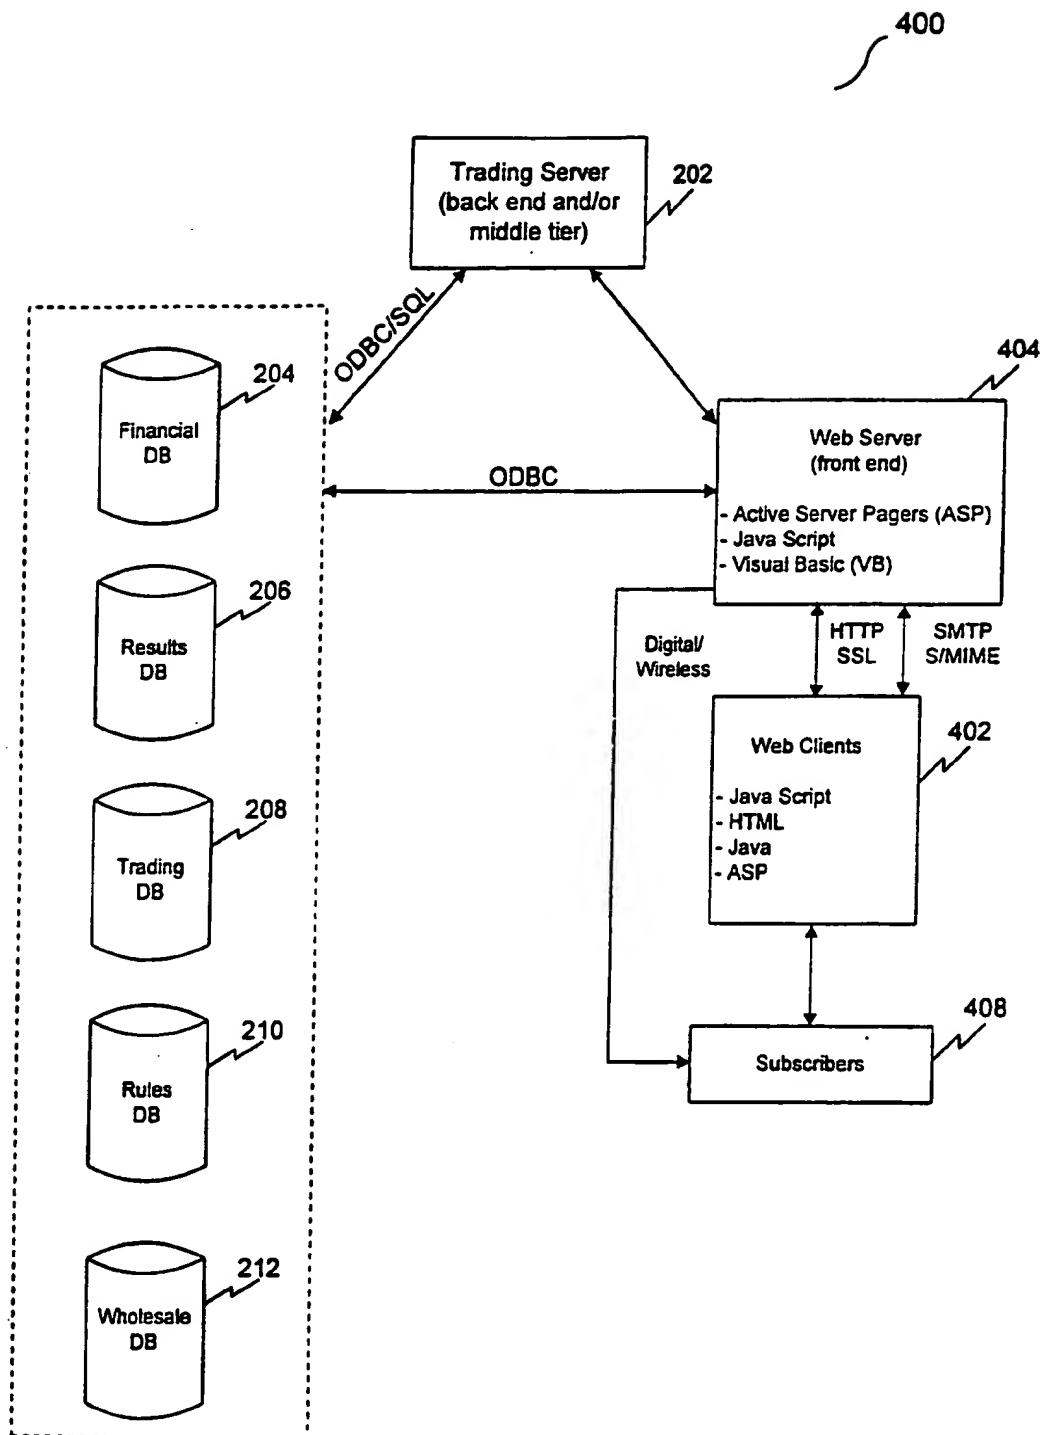 400
Trading Server
(back end and/or
middle tier)
202
ODBC/SQL
204
Financial
DB
404
Web Server
(front end)
- Active Server Pagers (ASP)
- Java Script
- Visual Basic (VB)
ODBC
206
Results
DB
Digital/
Wireless
HTTP
SSL
SMTP
S/MIME
402
Web Clients
- Java Script
- HTML
- Java
- ASP
208
Trading
DB
210
Rules
DB
408
Subscribers
212
Wholesale
DB